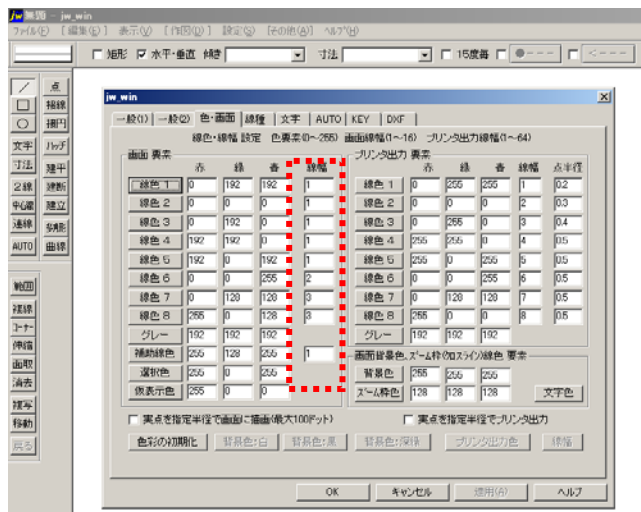 無題 - jw_win
ﾌｧｲﾙ(F) [編集(E)] 表示(V) [作図(D)] 設定(S) [その他(A)] ﾍﾙﾌﾟ(H)
矩形 水平・垂直 傾き 寸法 15度毎 ●--- <---
/ 点
□ 接線
○ 接円
文字 ﾊｯﾁ
寸法 建平
２線 建断
中心線 建立
連線 多角形
AUTO 曲線
範囲
複線
ｺｰﾅｰ
伸縮
面取
消去
複写
移動
戻る
jw_win
一般(1) 一般(2) 色・画面 線種 文字 AUTO KEY DXF
線色・線幅 設定 色要素(0～255) 画面線幅(1～16) プリンタ出力線幅(1～64)
画面 要素 プリンタ出力 要素
赤 緑 青 線幅 赤 緑 青 線幅 点半径
線色 1 0 192 192 1 線色 1 0 255 255 1 0.2
線色 2 0 0 0 1 線色 2 0 0 0 2 0.3
線色 3 0 192 0 1 線色 3 0 255 0 3 0.4
線色 4 192 192 0 1 線色 4 255 255 0 4 0.5
線色 5 192 0 192 1 線色 5 255 0 255 5 0.5
線色 6 0 0 255 2 線色 6 0 0 255 6 0.5
線色 7 0 128 128 3 線色 7 0 128 128 7 0.5
線色 8 255 0 128 3 線色 8 255 0 0 8 0.5
グレー 192 192 192 グレー 192 192 192
補助線色 255 128 255 1 画面背景色、ズーム枠(クロスライン)線色 要素
選択色 255 0 255 背景色 255 255 255
仮表示色 255 0 0 ズーム枠色 128 128 128 文字色
実点を指定半径で画面に描画(最大100ドット) 実点を指定半径でプリンタ出力
色彩の初期化 背景色:白 背景色:黒 背景色:深緑 プリンタ出力色 線幅
OK キャンセル 適用(A) ヘルプ